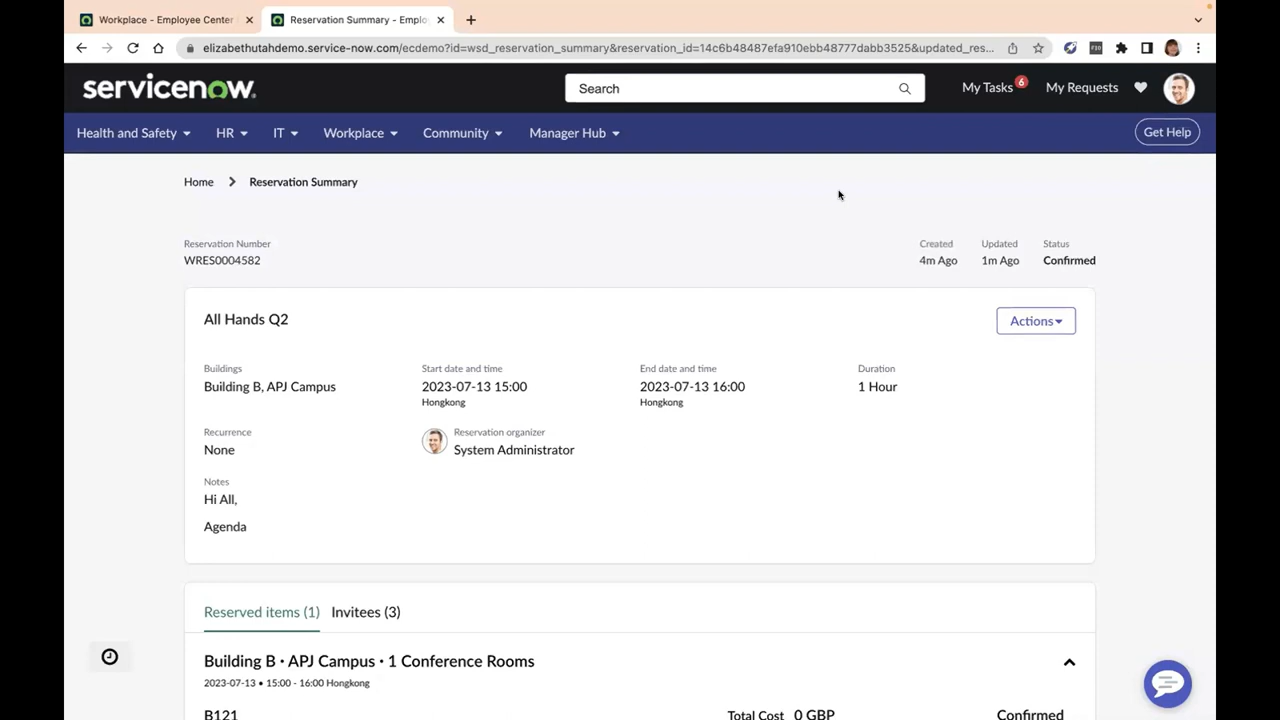 Workplace - Employee Center
Reservation Summary - Emplo
elizabethutahdemo.service-now.com/ecdemo?id=wsd_reservation_summary&reservation_id=14c6b48487efa910ebb48777dabb3525&updated_res...
servicenow.
Search
My Tasks 6
My Requests
Health and Safety
HR
IT
Workplace
Community
Manager Hub
Get Help
Home > Reservation Summary
Reservation Number
WRES0004582
Created
4m Ago
Updated
1m Ago
Status
Confirmed
All Hands Q2
Actions
Buildings
Building B, APJ Campus
Start date and time
2023-07-13 15:00
Hongkong
End date and time
2023-07-13 16:00
Hongkong
Duration
1 Hour
Recurrence
None
Reservation organizer
System Administrator
Notes
Hi All,
Agenda
Reserved items (1)
Invitees (3)
Building B • APJ Campus • 1 Conference Rooms
2023-07-13 • 15:00 - 16:00 Hongkong
B121
Total Cost 0 GBP
Confirmed